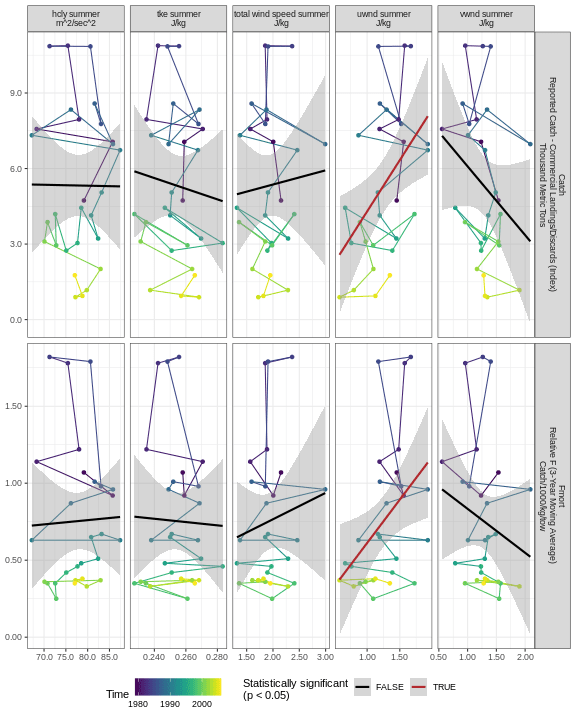 hcly summer
m^2/sec^2
tke summer
J/kg
total wind speed summer
J/kg
uwnd summer
J/kg
vwnd summer
J/kg
9.0
6.0
3.0
0.0
Catch
Reported Catch - Commercial Landings/Discards (Index)
Thousand Metric Tons
1.50
1.00
0.50
0.00
Fmort
Relative F (3-Year Moving Average)
Catch/1000/kg/tow
70.0 75.0 80.0 85.0
0.240 0.260 0.280
1.50 2.00 2.50 3.00
1.00 1.50
0.50 1.00 1.50 2.00
Time
1980 1990 2000
Statistically significant
(p < 0.05)
FALSE
TRUE